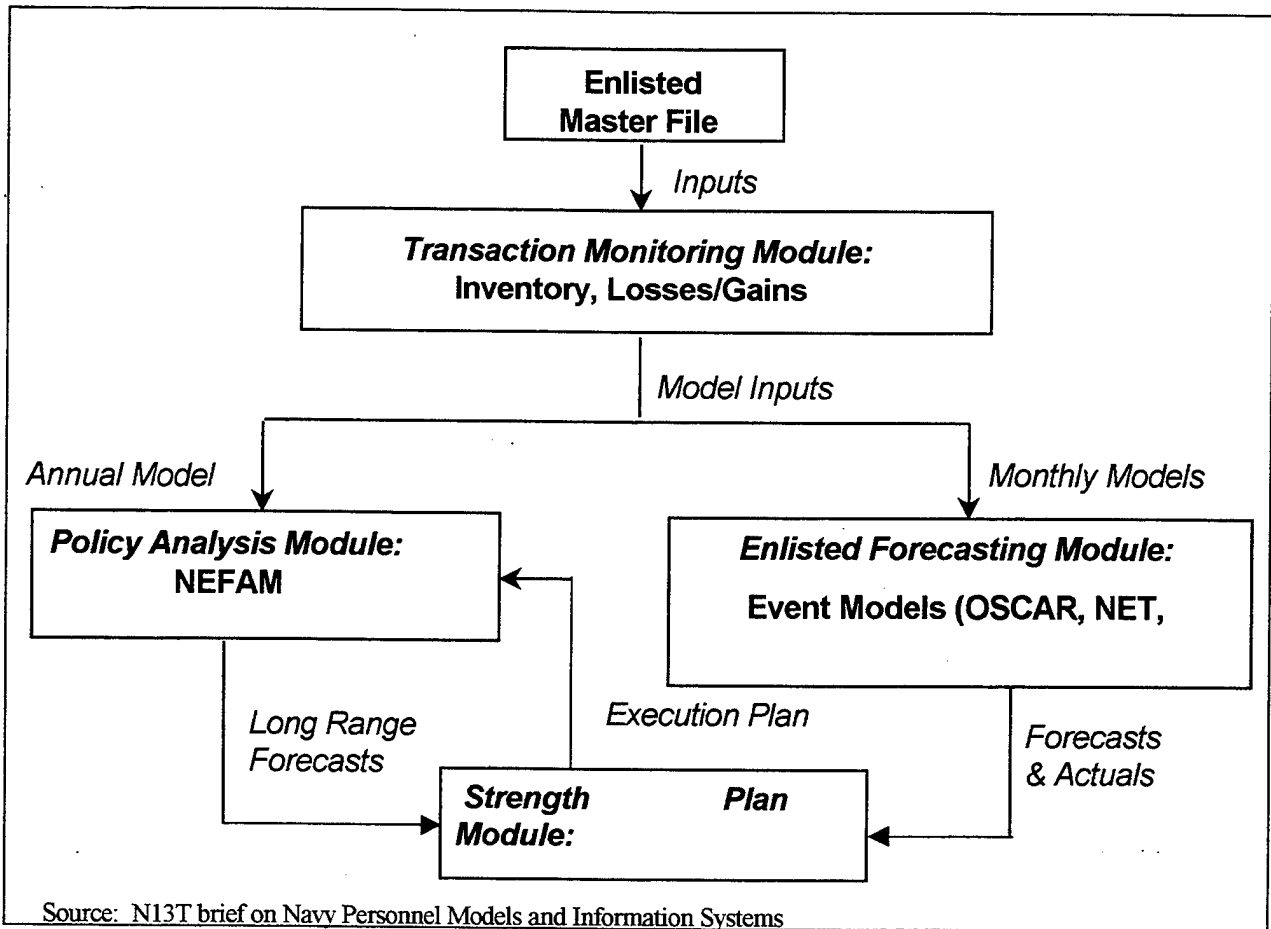 Enlisted
Master File
Inputs
Transaction Monitoring Module:
Inventory, Losses/Gains
Model Inputs
Annual Model
Monthly Models
Policy Analysis Module:
NEFAM
Enlisted Forecasting Module:
Event Models (OSCAR, NET,
Long Range
Forecasts
Execution Plan
Forecasts
& Actuals
Strength Plan
Module:
Source: N13T brief on Navy Personnel Models and Information Systems